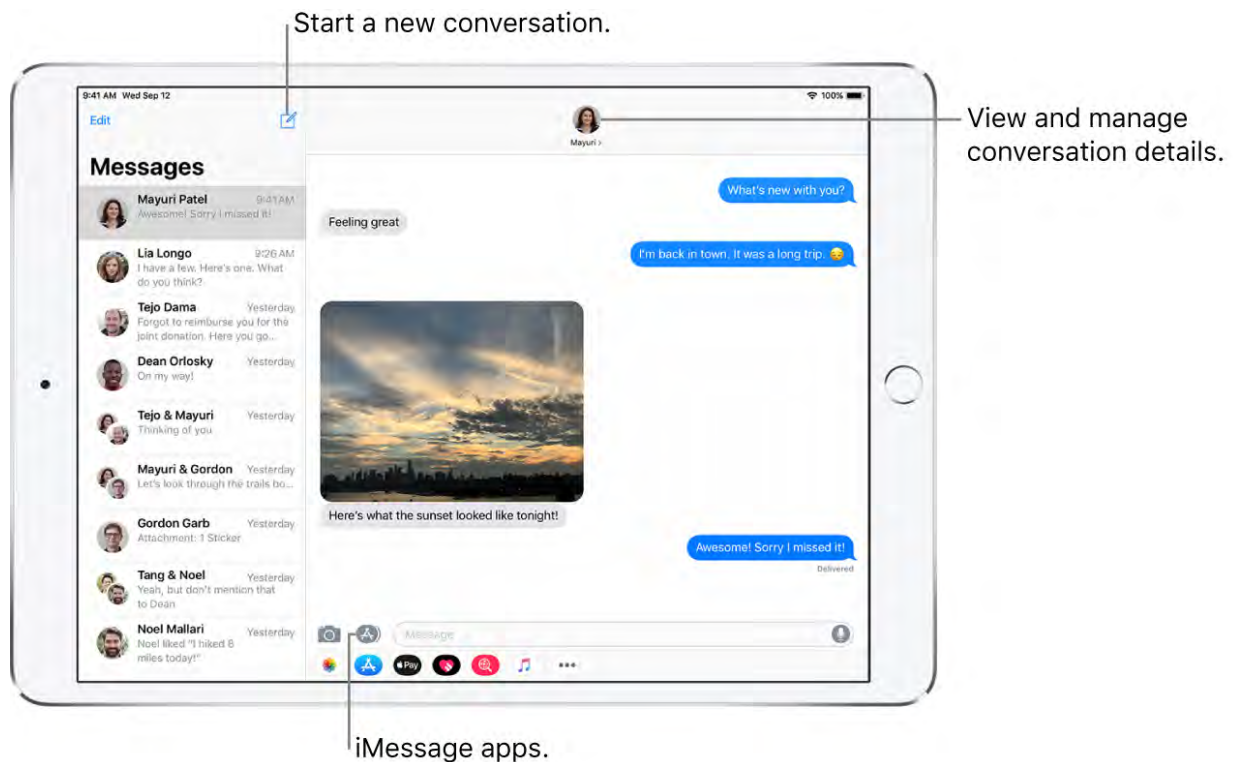 Start a new conversation.
9:41 AM Wed Sep 12
100%
Edit
Mayuri >
View and manage
conversation details.
Messages
Mayuri Patel 9:41 AM
Awesome! Sorry I missed it!
Lia Longo 9:26 AM
I have a few. Here's one. What
do you think?
Tejo Dama Yesterday
Forgot to reimburse you for the
joint donation. Here you go...
Dean Orlosky Yesterday
On my way!
Tejo & Mayuri Yesterday
Thinking of you
Mayuri & Gordon Yesterday
Let's look through the trails bo...
Gordon Garb Yesterday
Attachment: 1 Sticker
Tang & Noel Yesterday
Yeah, but don't mention that
to Dean
Noel Mallari Yesterday
Noel liked "I hiked 6
miles today!"
What's new with you?
Feeling great
I'm back in town. It was a long trip. 😔
Here's what the sunset looked like tonight!
Awesome! Sorry I missed it!
Delivered
Message
Pay
iMessage apps.